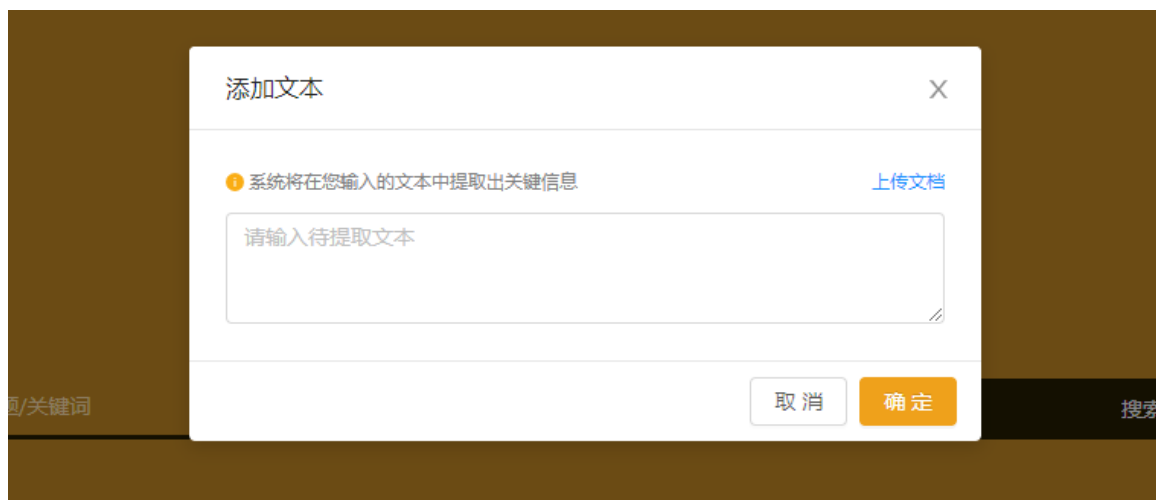 添加文本
系统将在您输入的文本中提取出关键信息
上传文档
请输入待提取文本
取消
确定
/关键词
搜索